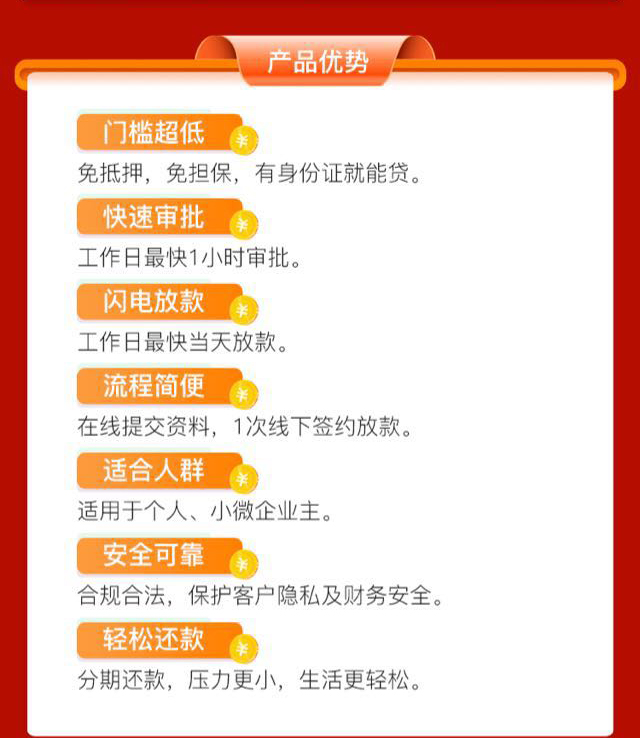 产品优势
门槛超低
免抵押，免担保，有身份证就能贷。
快速审批
工作日最快1小时审批。
闪电放款
工作日最快当天放款。
流程简便
在线提交资料，1次线下签约放款。
适合人群
适用于个人、小微企业主。
安全可靠
合规合法，保护客户隐私及财务安全。
轻松还款
分期还款，压力更小，生活更轻松。